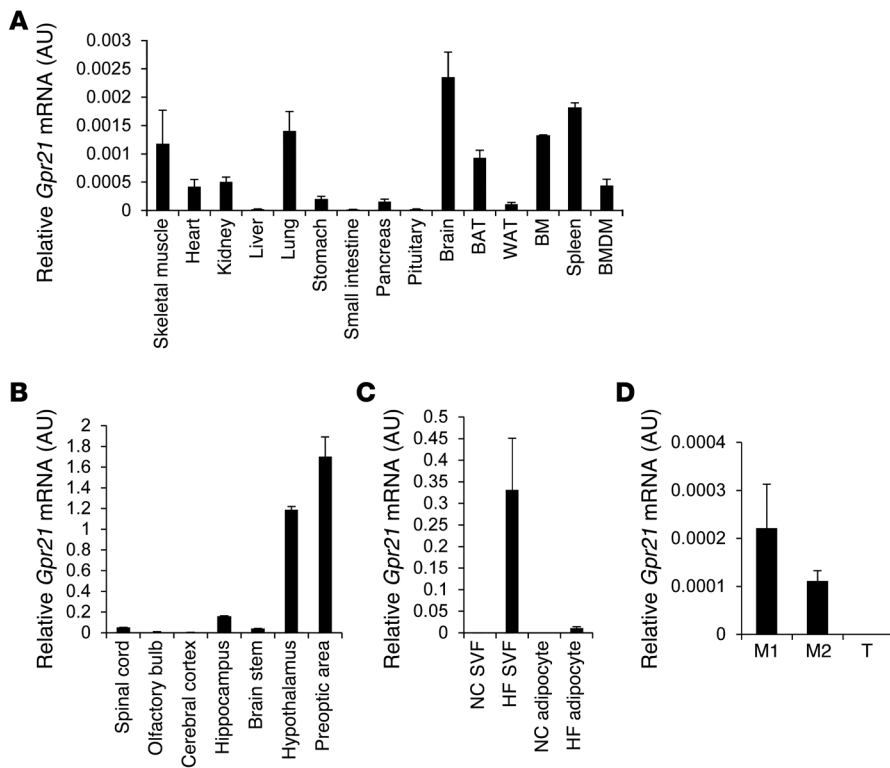 A
Relative Gpr21 mRNA (AU)
0.003
0.0025
0.002
0.0015
0.001
0.0005
0
Skeletal muscle
Heart
Kidney
Liver
Lung
Stomach
Small intestine
Pancreas
Pituitary
Brain
BAT
WAT
BM
Spleen
BMDM
B
Relative Gpr21 mRNA (AU)
2
1.8
1.6
1.4
1.2
1
0.8
0.6
0.4
0.2
0
Spinal cord
Olfactory bulb
Cerebral cortex
Hippocampus
Brain stem
Hypothalamus
Preoptic area
C
Relative Gpr21 mRNA (AU)
0.5
0.45
0.4
0.35
0.3
0.25
0.2
0.15
0.1
0.05
0
NC SVF
HF SVF
NC adipocyte
HF adipocyte
D
Relative Gpr21 mRNA (AU)
0.0004
0.0003
0.0002
0.0001
0
M1
M2
T